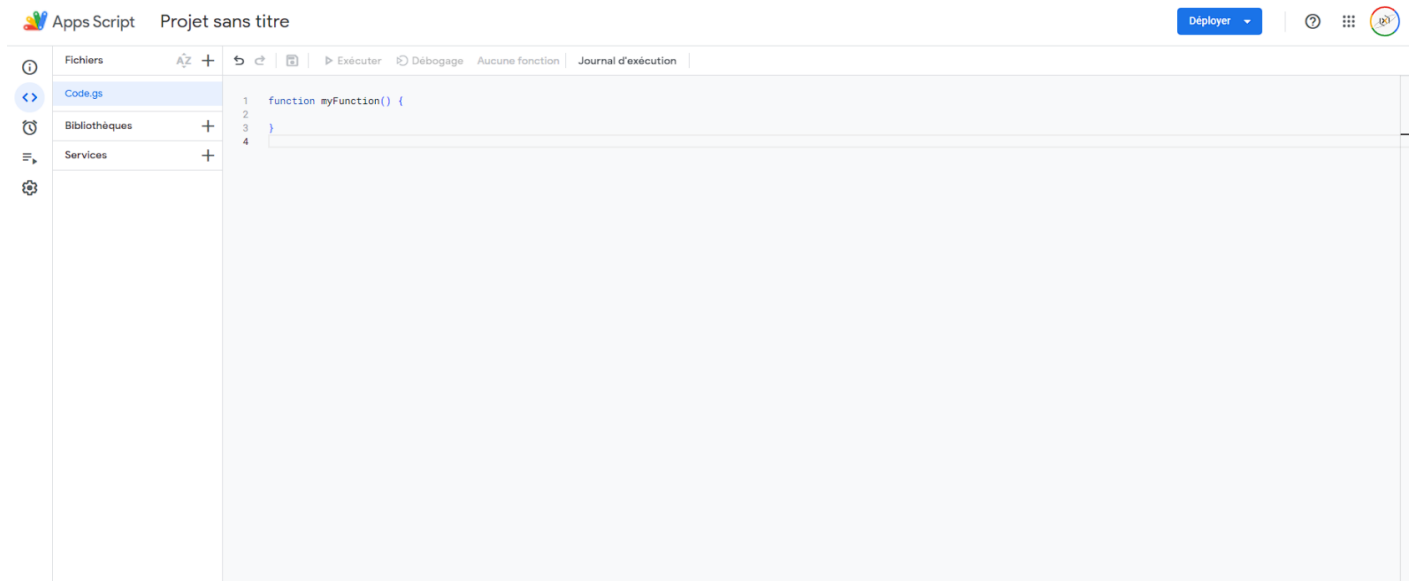 Apps Script Projet sans titre Déployer
Fichiers AZ Exécuter Débogage Aucune fonction Journal d'exécution
Code.gs
Bibliothèques
Services
1 function myFunction() {
2
3 }
4